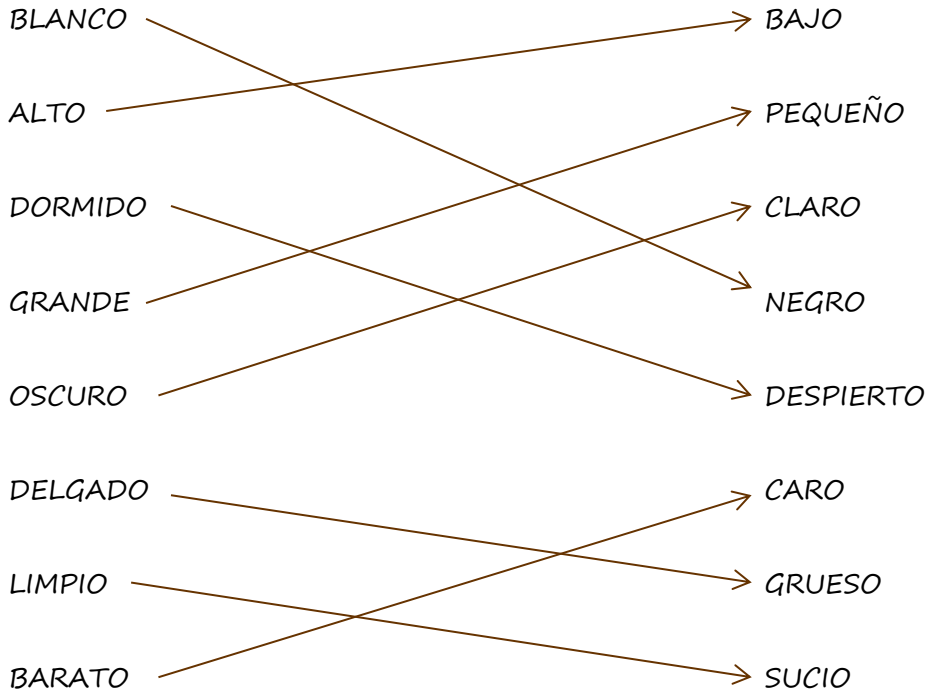 BLANCO BAJO
ALTO PEQUEÑO
DORMIDO CLARO
GRANDE NEGRO
OSCURO DESPIERTO
DELGADO CARO
LIMPIO GRUESO
BARATO SUCIO